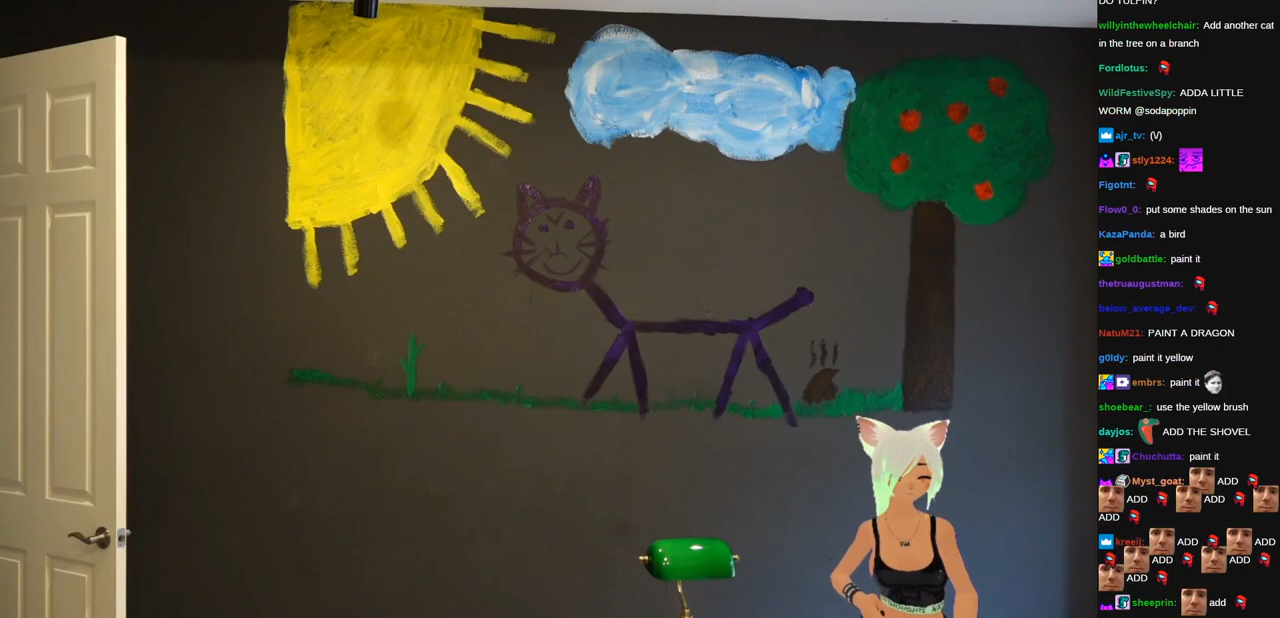 DO TULPIN?
willyinthewheelchair: Add another cat
in the tree on a branch
Fordlotus:
WildFestiveSpy: ADDA LITTLE
WORM @sodapoppin
ajr_tv: (\/)
stiy1224:
Figotnt:
Flow0_0: put some shades on the sun
KazaPanda: a bird
goldbattle: paint it
thetruaugustman:
below_average_dev:
NatuM21: PAINT A DRAGON
g0ldy: paint it yellow
embrs: paint it
shoebear_: use the yellow brush
dayjos: ADD THE SHOVEL
Chuchutta: paint it
Myst_goat: ADD
ADD ADD
ADD
kreeij: ADD ADD
ADD ADD
ADD
sheeprin: add